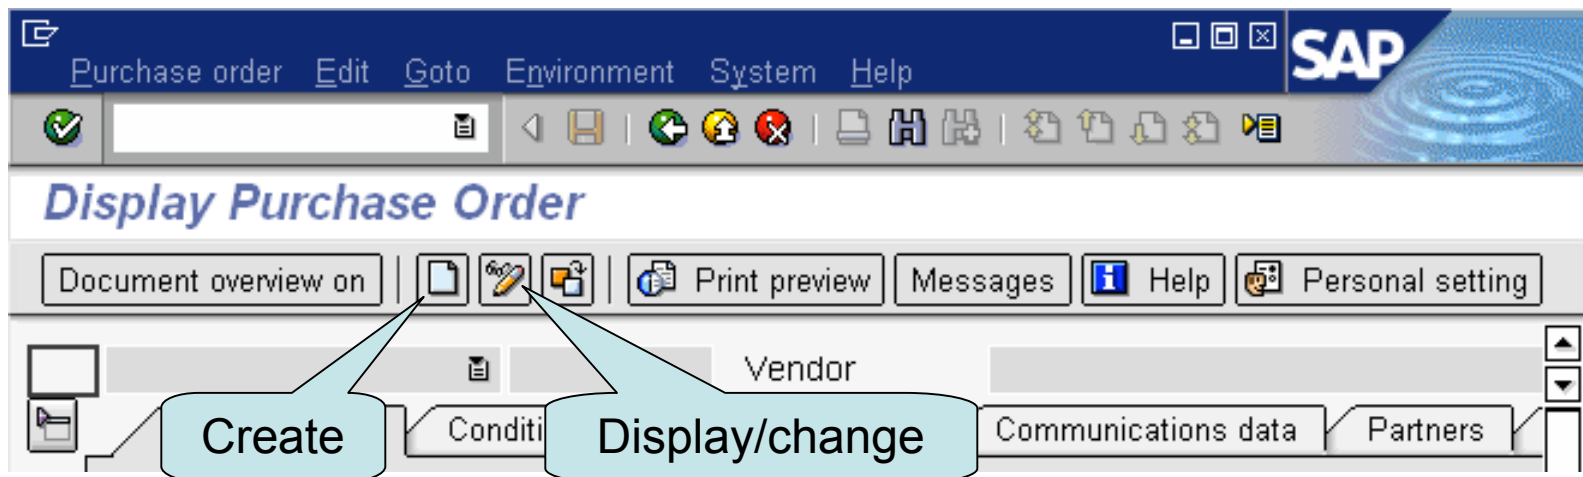 Purchase order Edit Goto Environment System Help
SAP
Display Purchase Order
Document overview on Print preview Messages Help Personal setting
Vendor
Create Display/change Communications data Partners